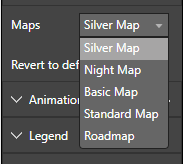 Maps Silver Map
Silver Map
Night Map
Revert to def
Basic Map
Animation
Standard Map
Legend
Roadmap